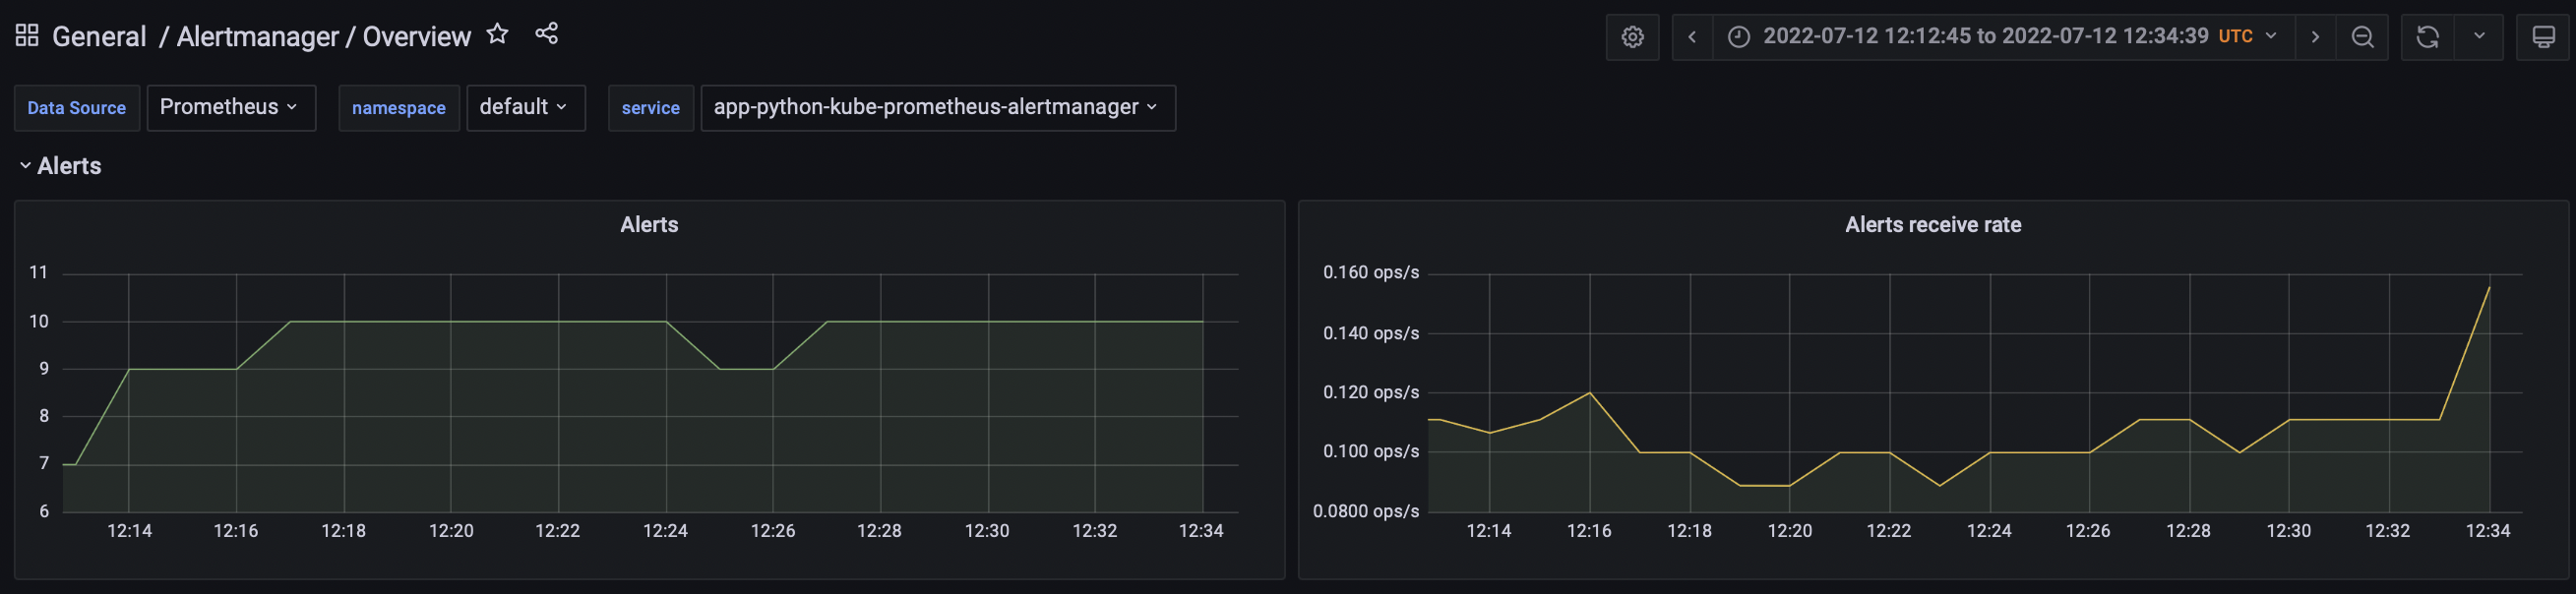 General / Alertmanager / Overview
2022-07-12 12:12:45 to 2022-07-12 12:34:39 UTC
Data Source Prometheus namespace default service app-python-kube-prometheus-alertmanager
Alerts
Alerts
11
10
9
8
7
6
12:14 12:16 12:18 12:20 12:22 12:24 12:26 12:28 12:30 12:32 12:34
Alerts receive rate
0.160 ops/s
0.140 ops/s
0.120 ops/s
0.100 ops/s
0.0800 ops/s
12:14 12:16 12:18 12:20 12:22 12:24 12:26 12:28 12:30 12:32 12:34